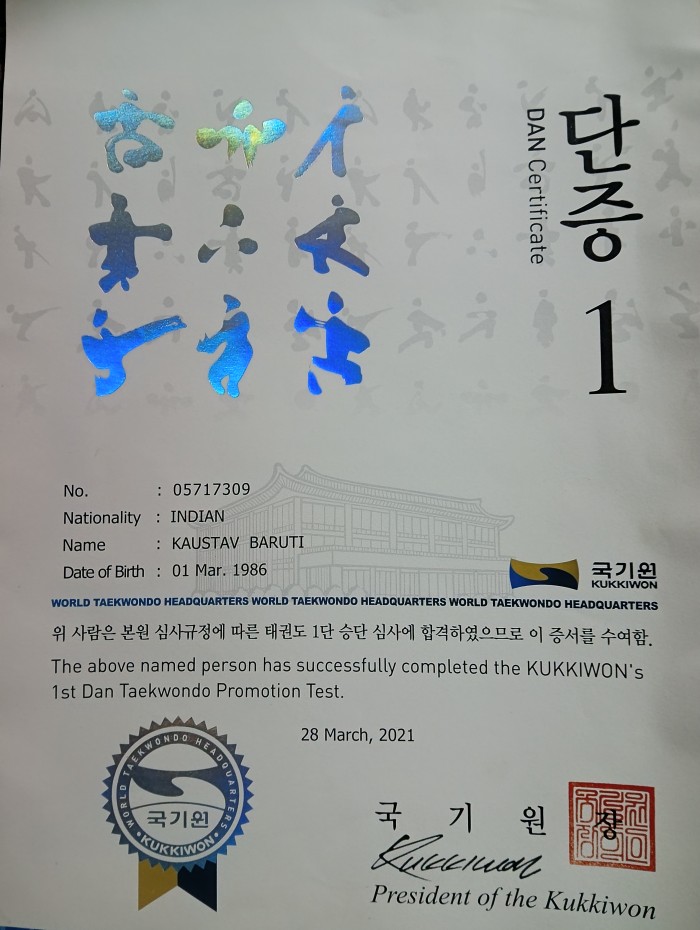 단증
DAN Certificate
1
No. : 05717309
Nationality : INDIAN
Name : KAUSTAV BARUTI
Date of Birth : 01 Mar. 1986
국기원
KUKKIWON
WORLD TAEKWONDO HEADQUARTERS WORLD TAEKWONDO HEADQUARTERS WORLD TAEKWONDO HEADQUARTERS
위 사람은 본원 심사규정에 따른 태권도 1단 승단 심사에 합격하였으므로 이 증서를 수여함.
The above named person has successfully completed the KUKKIWON's
1st Dan Taekwondo Promotion Test.
28 March, 2021
WORLD TAEKWONDO HEADQUARTERS
국기원
KUKKIWON
국 기 원 장
Kukkiwon
President of the Kukkiwon